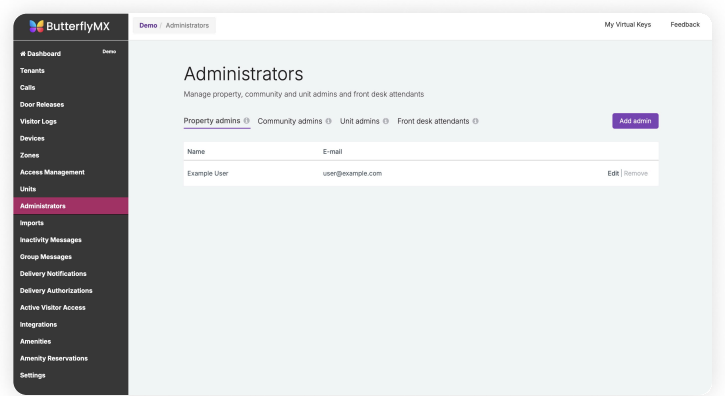 ButterflyMX
Demo / Administrators
My Virtual Keys
Feedback
Dashboard
Demo
Tenants
Calls
Door Releases
Visitor Logs
Devices
Zones
Access Management
Units
Administrators
Imports
Inactivity Messages
Group Messages
Delivery Notifications
Delivery Authorizations
Active Visitor Access
Integrations
Amenities
Amenity Reservations
Settings
Administrators
Manage property, community and unit admins and front desk attendants
Property admins
Community admins
Unit admins
Front desk attendants
Add admin
Name
E-mail
Example User
user@example.com
Edit | Remove